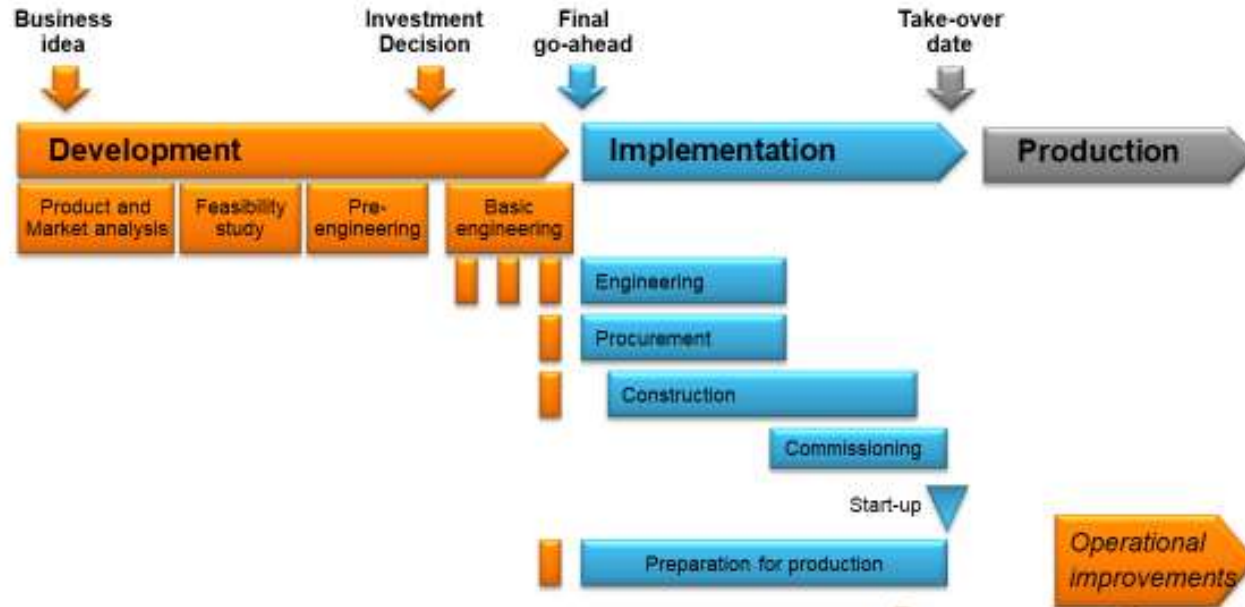 Business
idea
Investment
Decision
Final
go-ahead
Take-over
date
Development
Implementation
Production
Product and
Market analysis
Feasibility
study
Pre-
engineering
Basic
engineering
Engineering
Procurement
Construction
Commissioning
Start-up
Preparation for production
Operational
improvements